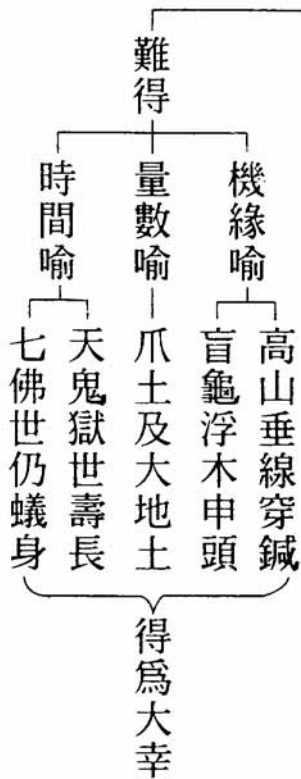 難得
機緣喻
高山垂線穿鍼
盲龜浮木申頭
量數喻
爪土及大地土
時間喻
天鬼獄世壽長
七佛世仍蟻身
得爲大幸